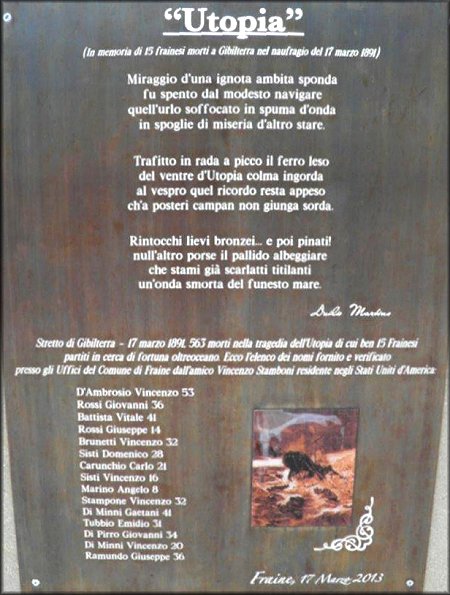 “Utopia”
(In memoria di 15 frainesi morti a Gibilterra nel naufragio del 17 marzo 1891)
Miraggio d'una ignota ambita sponda
fu spento dal modesto navigare
quell'urlo soffocato in spuma d'onda
in spoglie di miseria d'altro stare.
Trafitto in rada a picco il ferro leso
del ventre d'Utopia colma ingorda
al vespro quel ricordo resta appeso
ch'a posteri campan non giunga sorda.
Rintocchi lievi bronzei... e poi pinati!
null'altro porse il pallido albeggiare
che stami già scarlatti titilanti
un'onda smorta del funesto mare.
Stretto di Gibilterra - 17 marzo 1891, 563 morti nella tragedia dell'Utopia di cui ben 15 Frainesi
partiti in cerca di fortuna oltreoceano. Ecco l'elenco dei nomi fornito e verificato
presso gli Uffici del Comune di Fraine dall'amico Vincenzo Stamboni residente negli Stati Uniti d'America:
D'Ambrosio Vincenzo 53
Rossi Giovanni 36
Battista Vitale 41
Rossi Giuseppe 14
Brunetti Vincenzo 32
Sisti Domenico 28
Carunchio Carlo 21
Sisti Vincenzo 16
Marino Angelo 8
Stampone Vincenzo 32
Di Minni Gaetani 41
Tubbio Emidio 31
Di Pirro Giovanni 34
Di Minni Vincenzo 20
Ramundo Giuseppe 36
Fraine, 17 Marzo 2013